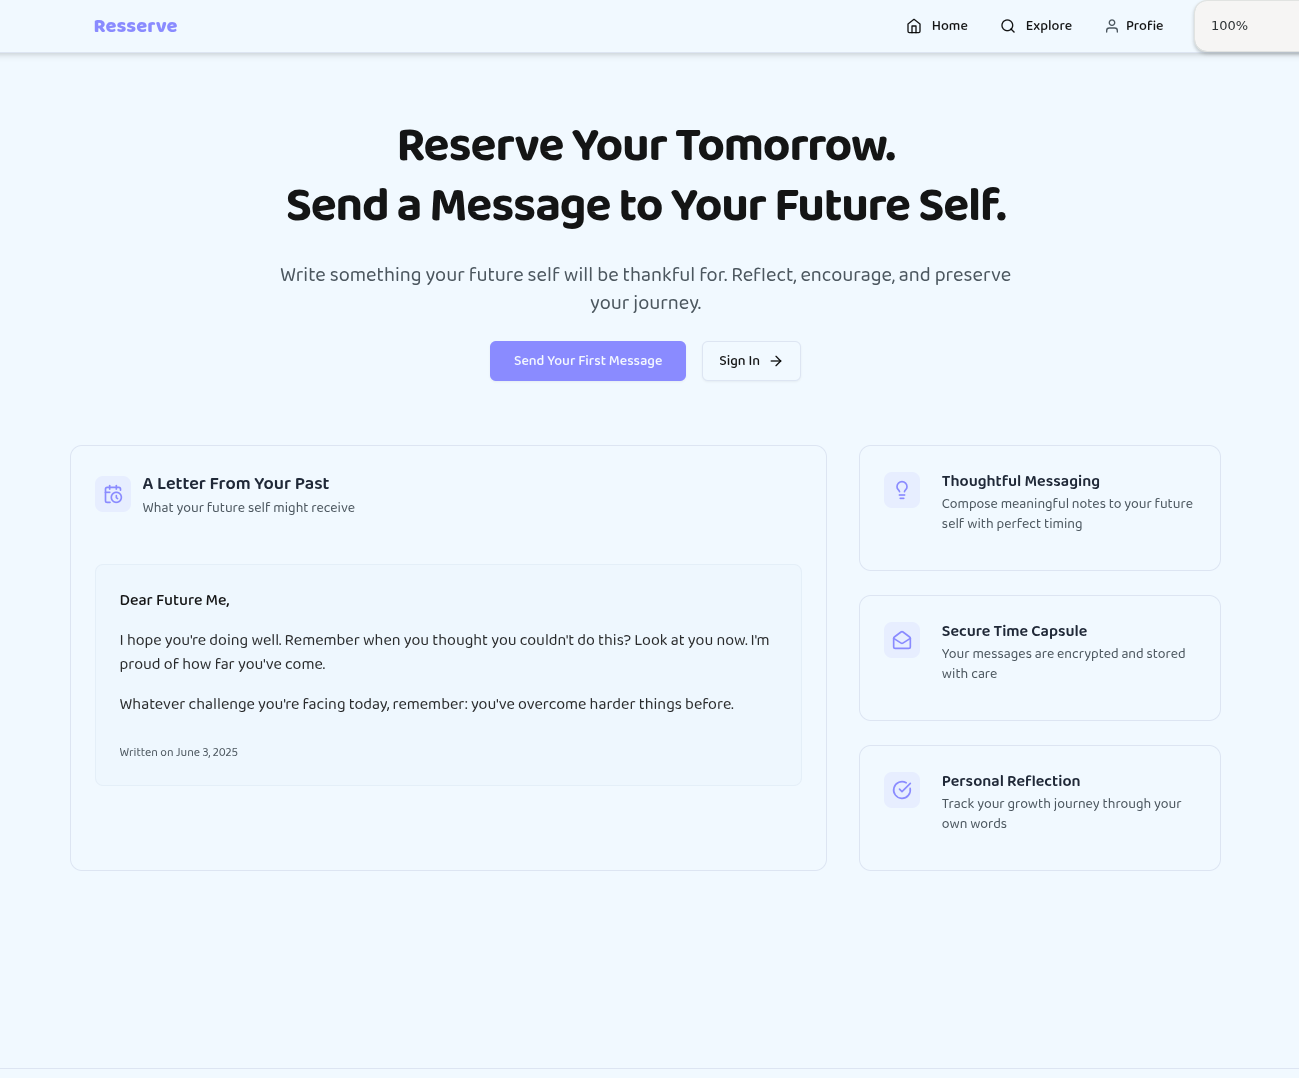 Resserve
Home
Explore
Profie
100%
Reserve Your Tomorrow.
Send a Message to Your Future Self.
Write something your future self will be thankful for. Reflect, encourage, and preserve
your journey.
Send Your First Message
Sign In
A Letter From Your Past
What your future self might receive
Dear Future Me,
I hope you're doing well. Remember when you thought you couldn't do this? Look at you now. I'm
proud of how far you've come.
Whatever challenge you're facing today, remember: you've overcome harder things before.
Written on June 3, 2025
Thoughtful Messaging
Compose meaningful notes to your future
self with perfect timing
Secure Time Capsule
Your messages are encrypted and stored
with care
Personal Reflection
Track your growth journey through your
own words